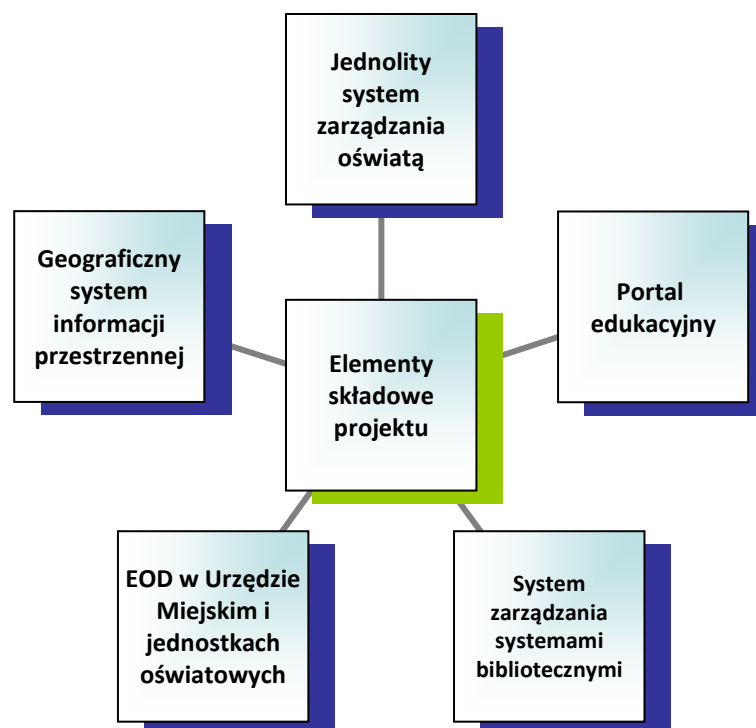 Jednolity
system
zarządzania
oświatą
Geograficzny
system
informacji
przestrzennej
Portal
edukacyjny
Elementy
składowe
projektu
EOD w Urzędzie
Miejskim i
jednostkach
oświatowych
System
zarządzania
systemami
bibliotecznymi